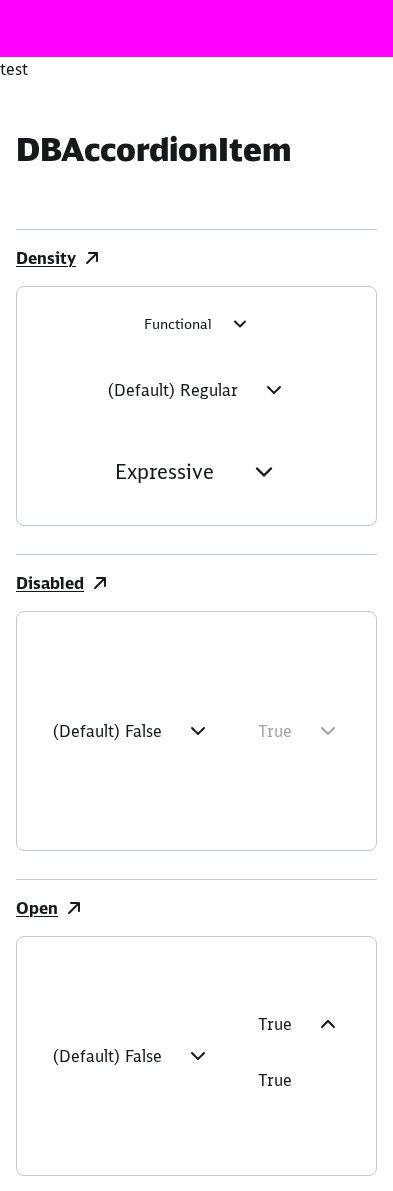 test
DBAccordionItem
Density
Functional
(Default) Regular
Expressive
Disabled
(Default) False
True
Open
(Default) False
True
True